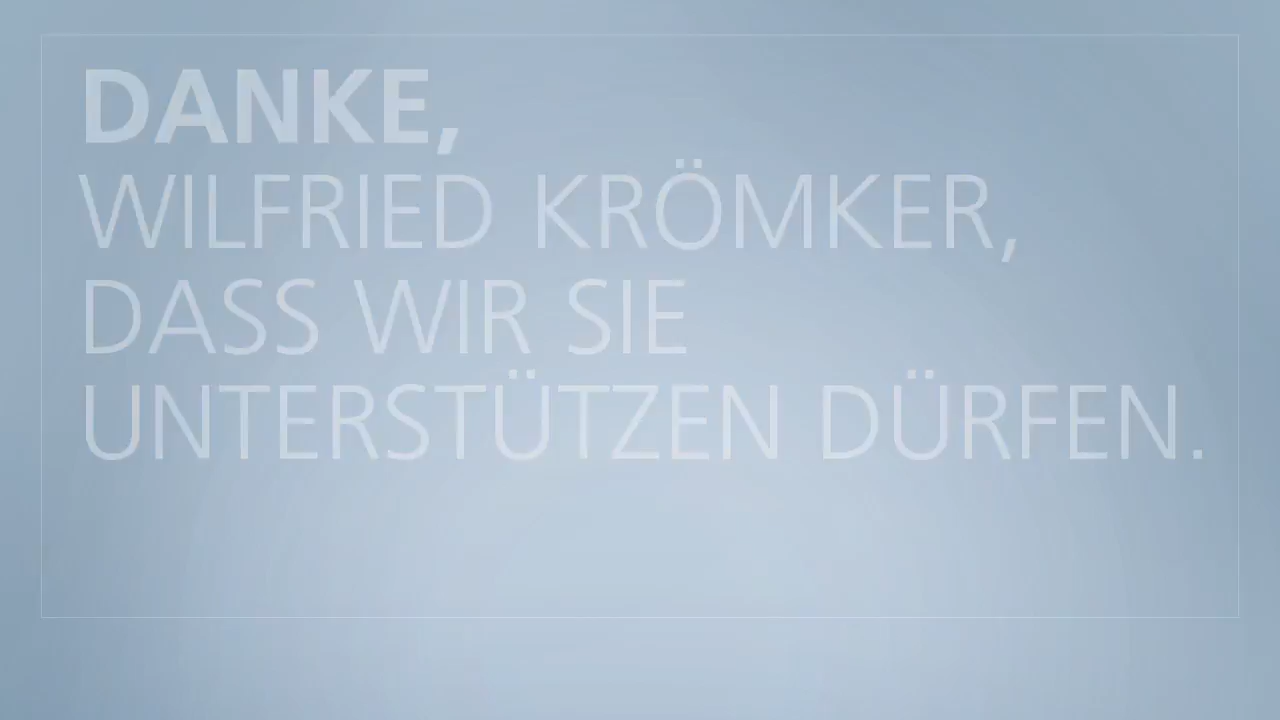 DANKE,
WILFRIED KRÖMKER,
DASS WIR SIE
UNTERSTÜTZEN DÜRFEN.